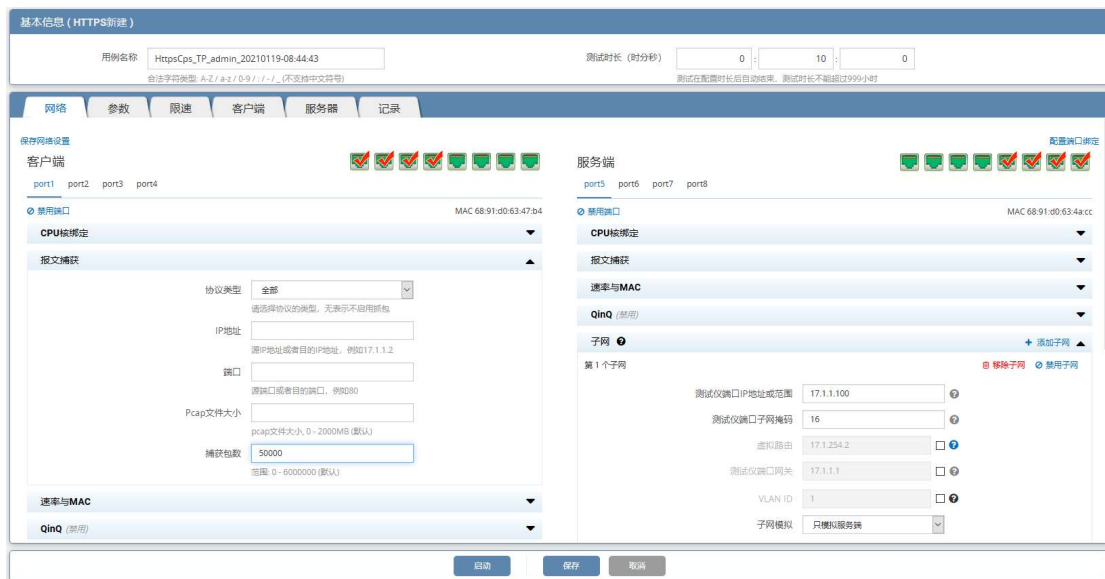 基本信息 ( HTTPS新建 )
用例名称 HttpsCps_TP_admin_20210119-08:44:43
合法字符类型: A-Z / a-z / 0-9 / : / - / _ (不支持中文符号)
测试时长 (时分秒) 0 : 10 : 0
测试在配置时长后自动结束, 测试时长不能超过999小时
网络 参数 限速 客户端 服务器 记录
保存网络设置
配置端口绑定
客户端
port1 port2 port3 port4
禁用端口 MAC 68:91:d0:63:47:b4
CPU核绑定
报文捕获
协议类型 全部
请选择协议的类型, 无表示不启用抓包
IP地址
源IP地址或者目的IP地址, 例如17.1.1.2
端口
源端口或者目的端口, 例如80
Pcap文件大小
pcap文件大小, 0 - 2000MB (默认)
捕获包数 50000
范围: 0 - 6000000 (默认)
速率与MAC
QinQ (禁用)
服务端
port5 port6 port7 port8
禁用端口 MAC 68:91:d0:63:4a:cc
CPU核绑定
报文捕获
速率与MAC
QinQ (禁用)
子网 + 添加子网
第 1 个子网 移除子网 禁用子网
测试仪端口IP地址或范围 17.1.1.100
测试仪端口子网掩码 16
虚拟路由 17.1.254.2
测试仪端口网关 17.1.1.1
VLAN ID 1
子网模拟 只模拟服务端
启动 保存 取消